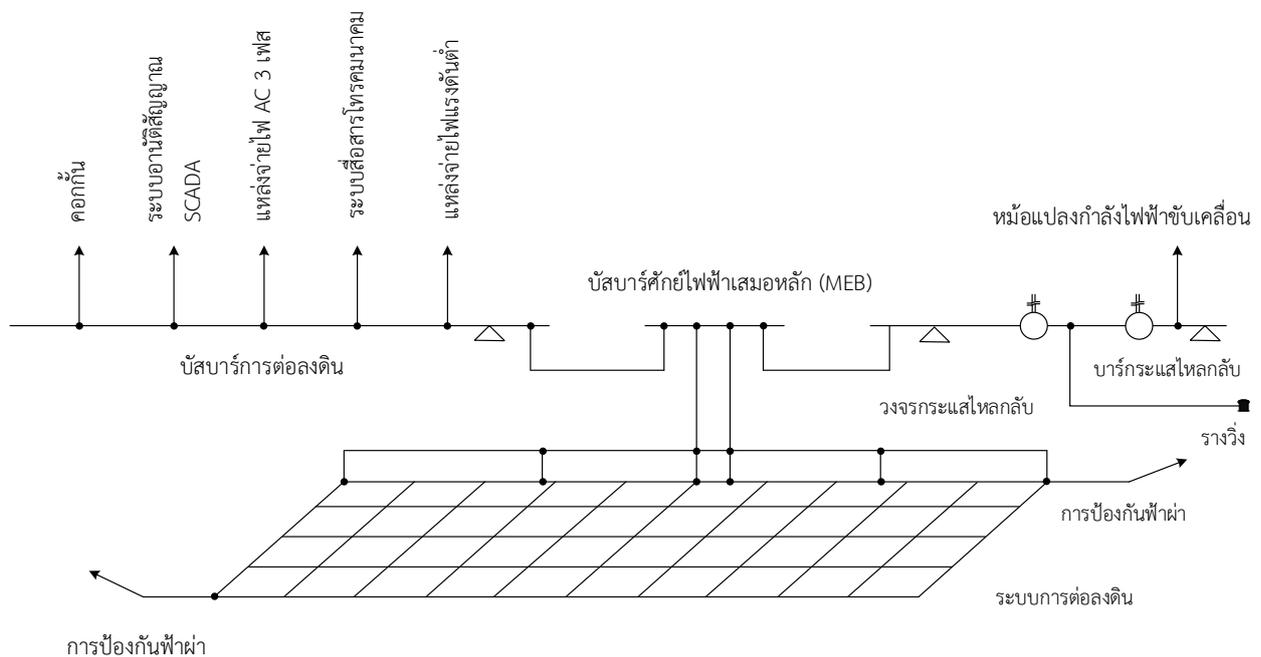 คอกกั้น
ระบบอาณัติสัญญาณ
SCADA
แหล่งจ่ายไฟ AC 3 เฟส
ระบบสื่อสารโทรคมนาคม
แหล่งจ่ายไฟแรงดันต่ำ
หม้อแปลงกำลังไฟฟ้าขับเคลื่อน
บัสบาร์ศักย์ไฟฟ้าเสมอหลัก (MEB)
บัสบาร์การต่อลงดิน
บาร์กระแสไหลกลับ
วงจรกระแสไหลกลับ
รางวิ่ง
การป้องกันฟ้าผ่า
ระบบการต่อลงดิน
การป้องกันฟ้าผ่า